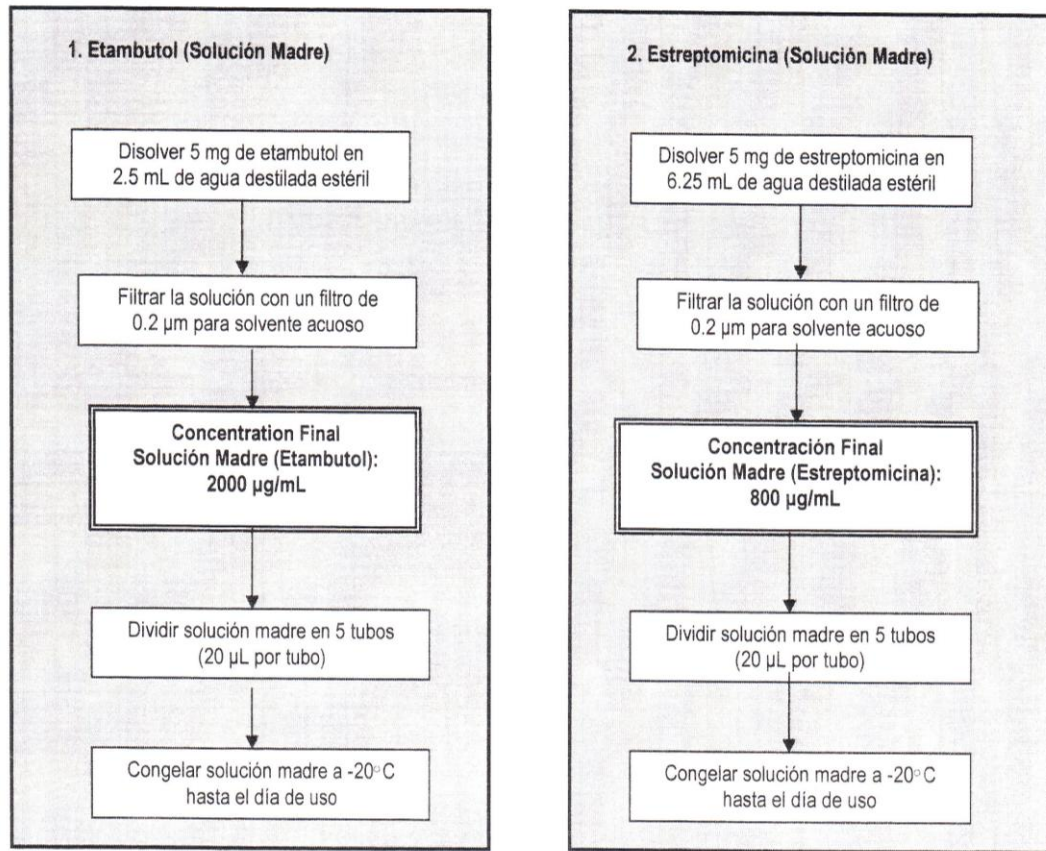 1. Etambutol (Solución Madre)
Disolver 5 mg de etambutol en
2.5 mL de agua destilada estéril
Filtrar la solución con un filtro de
0.2 µm para solvente acuoso
Concentration Final
Solución Madre (Etambutol):
2000 µg/mL
Dividir solución madre en 5 tubos
(20 µL por tubo)
Congelar solución madre a -20°C
hasta el día de uso
2. Estreptomicina (Solución Madre)
Disolver 5 mg de estreptomicina en
6.25 mL de agua destilada estéril
Filtrar la solución con un filtro de
0.2 µm para solvente acuoso
Concentración Final
Solución Madre (Estreptomicina):
800 µg/mL
Dividir solución madre en 5 tubos
(20 µL por tubo)
Congelar solución madre a -20°C
hasta el día de uso